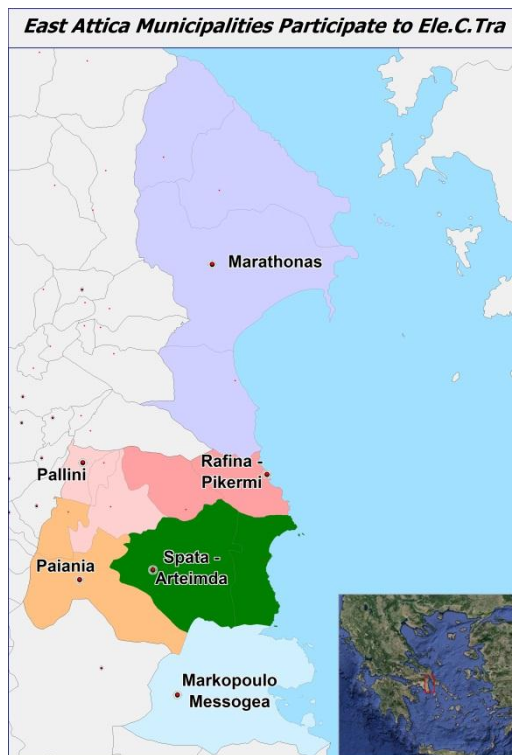 East Attica Municipalities Participate to Ele.C.Tra
Marathonas
Rafina -
Pikermi
Pallini
Spata -
Arteimda
Paiania
Markopoulo
Messogea